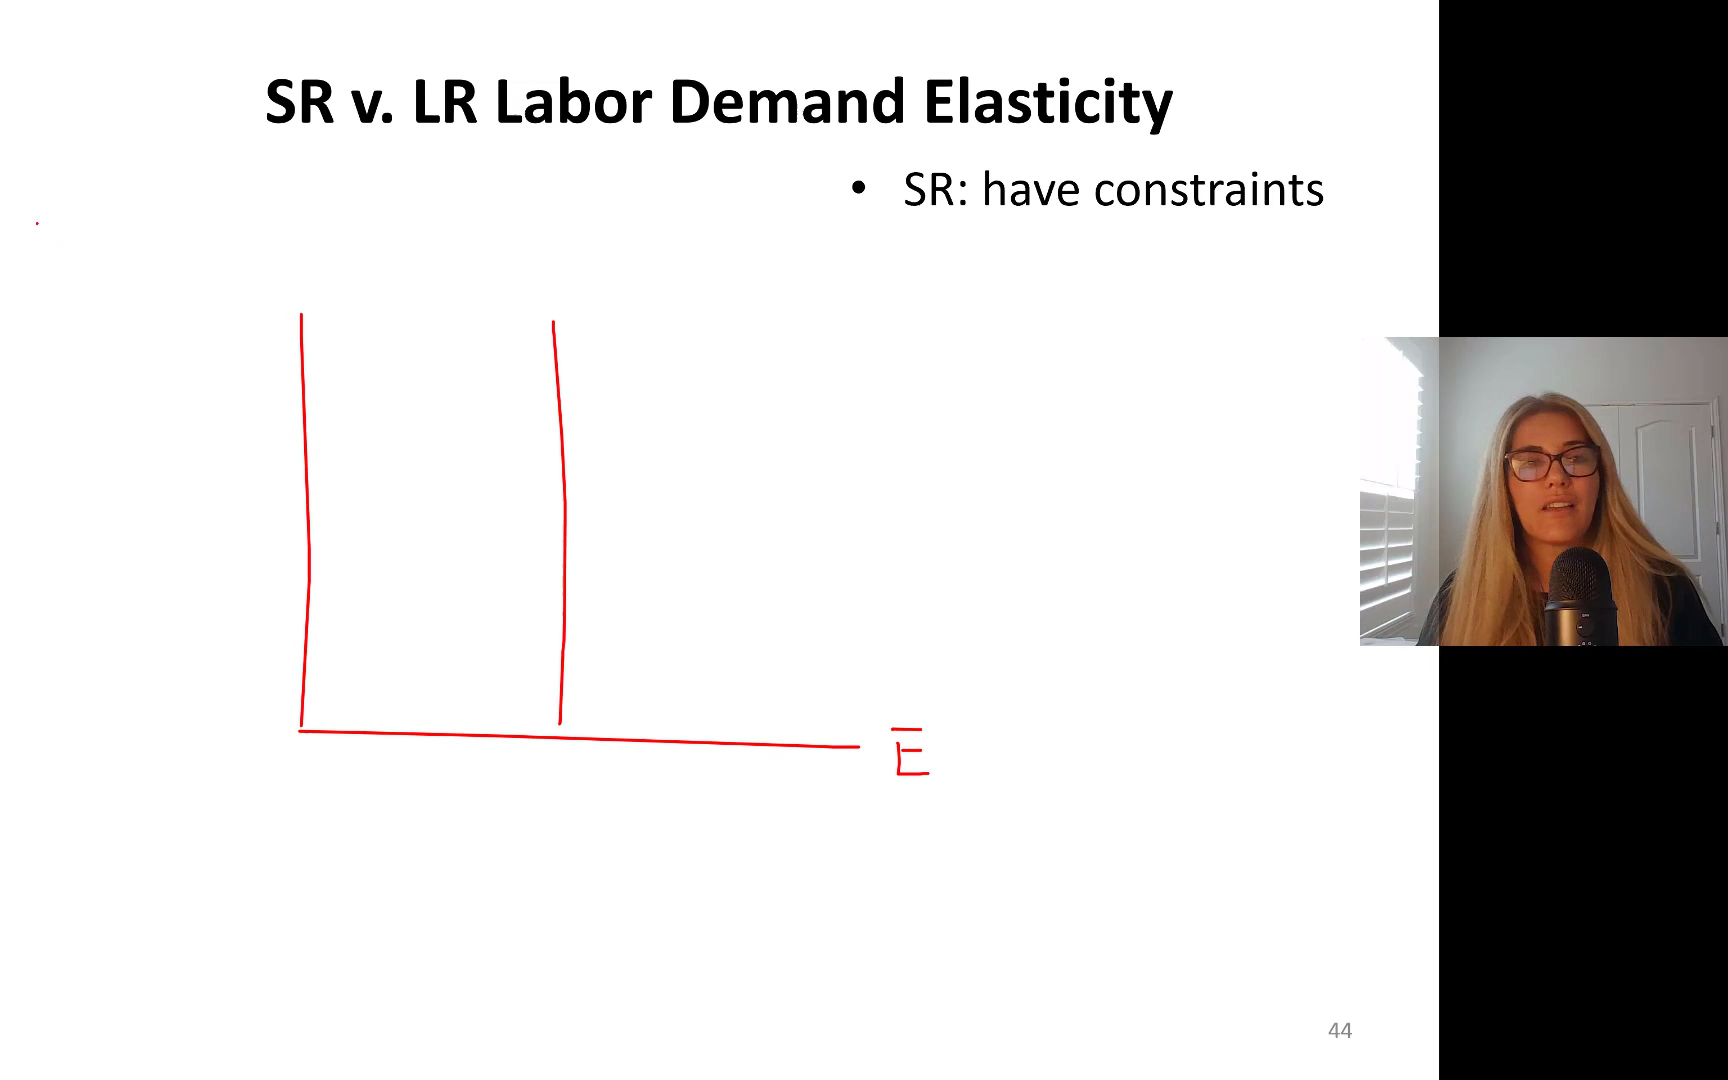 SR v. LR Labor Demand Elasticity
• SR: have constraints
E
44